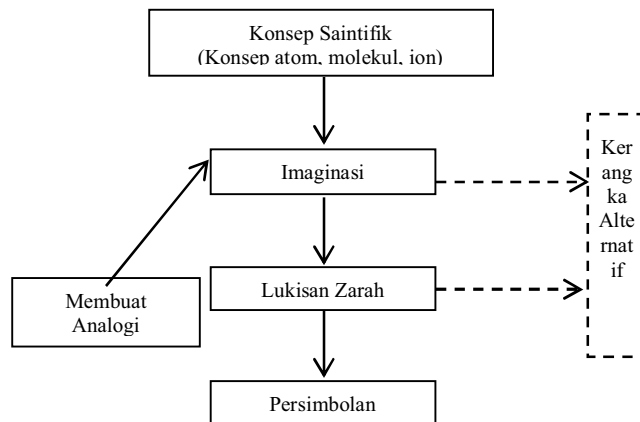 Konsep Saintifik
(Konsep atom, molekul, ion)
Imaginasi
Ker
ang
ka
Alte
rnat
if
Membuat
Analogi
Lukisan Zarah
Persimbolan